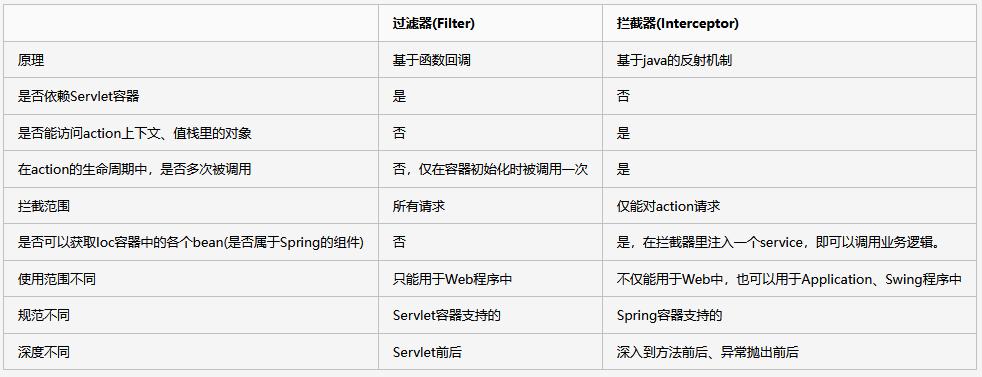 过滤器(Filter) 拦截器(Interceptor)
原理 基于函数回调 基于java的反射机制
是否依赖Servlet容器 是 否
是否能访问action上下文、值栈里的对象 否 是
在action的生命周期中，是否多次被调用 否，仅在容器初始化时被调用一次 是
拦截范围 所有请求 仅能对action请求
是否可以获取Ioc容器中的各个bean(是否属于Spring的组件) 否 是，在拦截器里注入一个service，即可以调用业务逻辑。
使用范围不同 只能用于Web程序中 不仅能用于Web中，也可以用于Application、Swing程序中
规范不同 Servlet容器支持的 Spring容器支持的
深度不同 Servlet前后 深入到方法前后、异常抛出前后